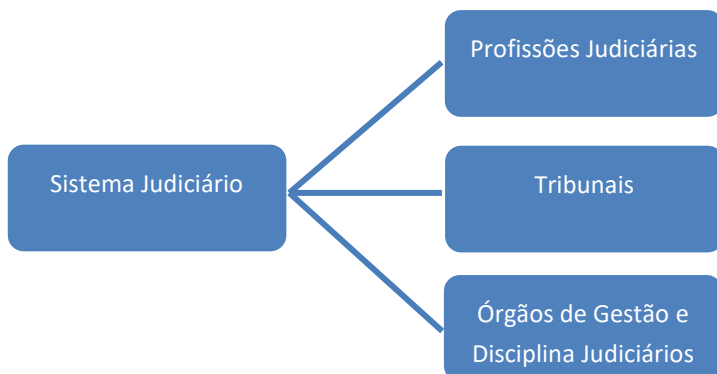 Profissões Judiciárias
Sistema Judiciário
Tribunais
Órgãos de Gestão e
Disciplina Judiciários